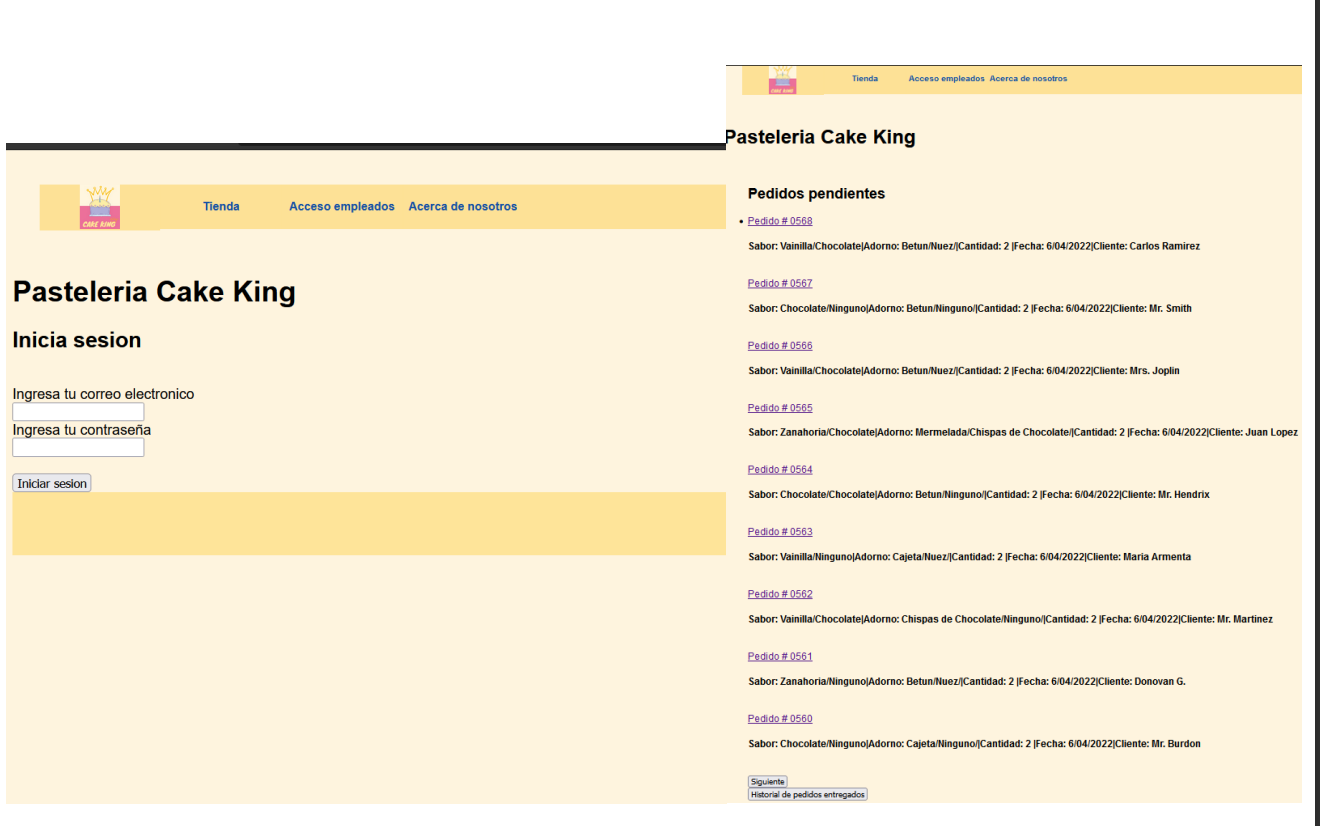 CAKE KING
Tienda Acceso empleados Acerca de nosotros
Pasteleria Cake King
Inicia sesion
Ingresa tu correo electronico
Ingresa tu contraseña
Iniciar sesion
CAKE KING
Tienda Acceso empleados Acerca de nosotros
Pasteleria Cake King
Pedidos pendientes
• Pedido # 0568
Sabor: Vainilla/Chocolate|Adorno: Betun/Nuez/|Cantidad: 2 |Fecha: 6/04/2022|Cliente: Carlos Ramirez
Pedido # 0567
Sabor: Chocolate/Ninguno|Adorno: Betun/Ninguno/|Cantidad: 2 |Fecha: 6/04/2022|Cliente: Mr. Smith
Pedido # 0566
Sabor: Vainilla/Chocolate|Adorno: Betun/Nuez/|Cantidad: 2 |Fecha: 6/04/2022|Cliente: Mrs. Joplin
Pedido # 0565
Sabor: Zanahoria/Chocolate|Adorno: Mermelada/Chispas de Chocolate/|Cantidad: 2 |Fecha: 6/04/2022|Cliente: Juan Lopez
Pedido # 0564
Sabor: Chocolate/Chocolate|Adorno: Betun/Ninguno/|Cantidad: 2 |Fecha: 6/04/2022|Cliente: Mr. Hendrix
Pedido # 0563
Sabor: Vainilla/Ninguno|Adorno: Cajeta/Nuez/|Cantidad: 2 |Fecha: 6/04/2022|Cliente: Maria Armenta
Pedido # 0562
Sabor: Vainilla/Chocolate|Adorno: Chispas de Chocolate/Ninguno/|Cantidad: 2 |Fecha: 6/04/2022|Cliente: Mr. Martinez
Pedido # 0561
Sabor: Zanahoria/Ninguno|Adorno: Betun/Nuez/|Cantidad: 2 |Fecha: 6/04/2022|Cliente: Donovan G.
Pedido # 0560
Sabor: Chocolate/Ninguno|Adorno: Cajeta/Ninguno/|Cantidad: 2 |Fecha: 6/04/2022|Cliente: Mr. Burdon
Siguiente
Historial de pedidos entregados